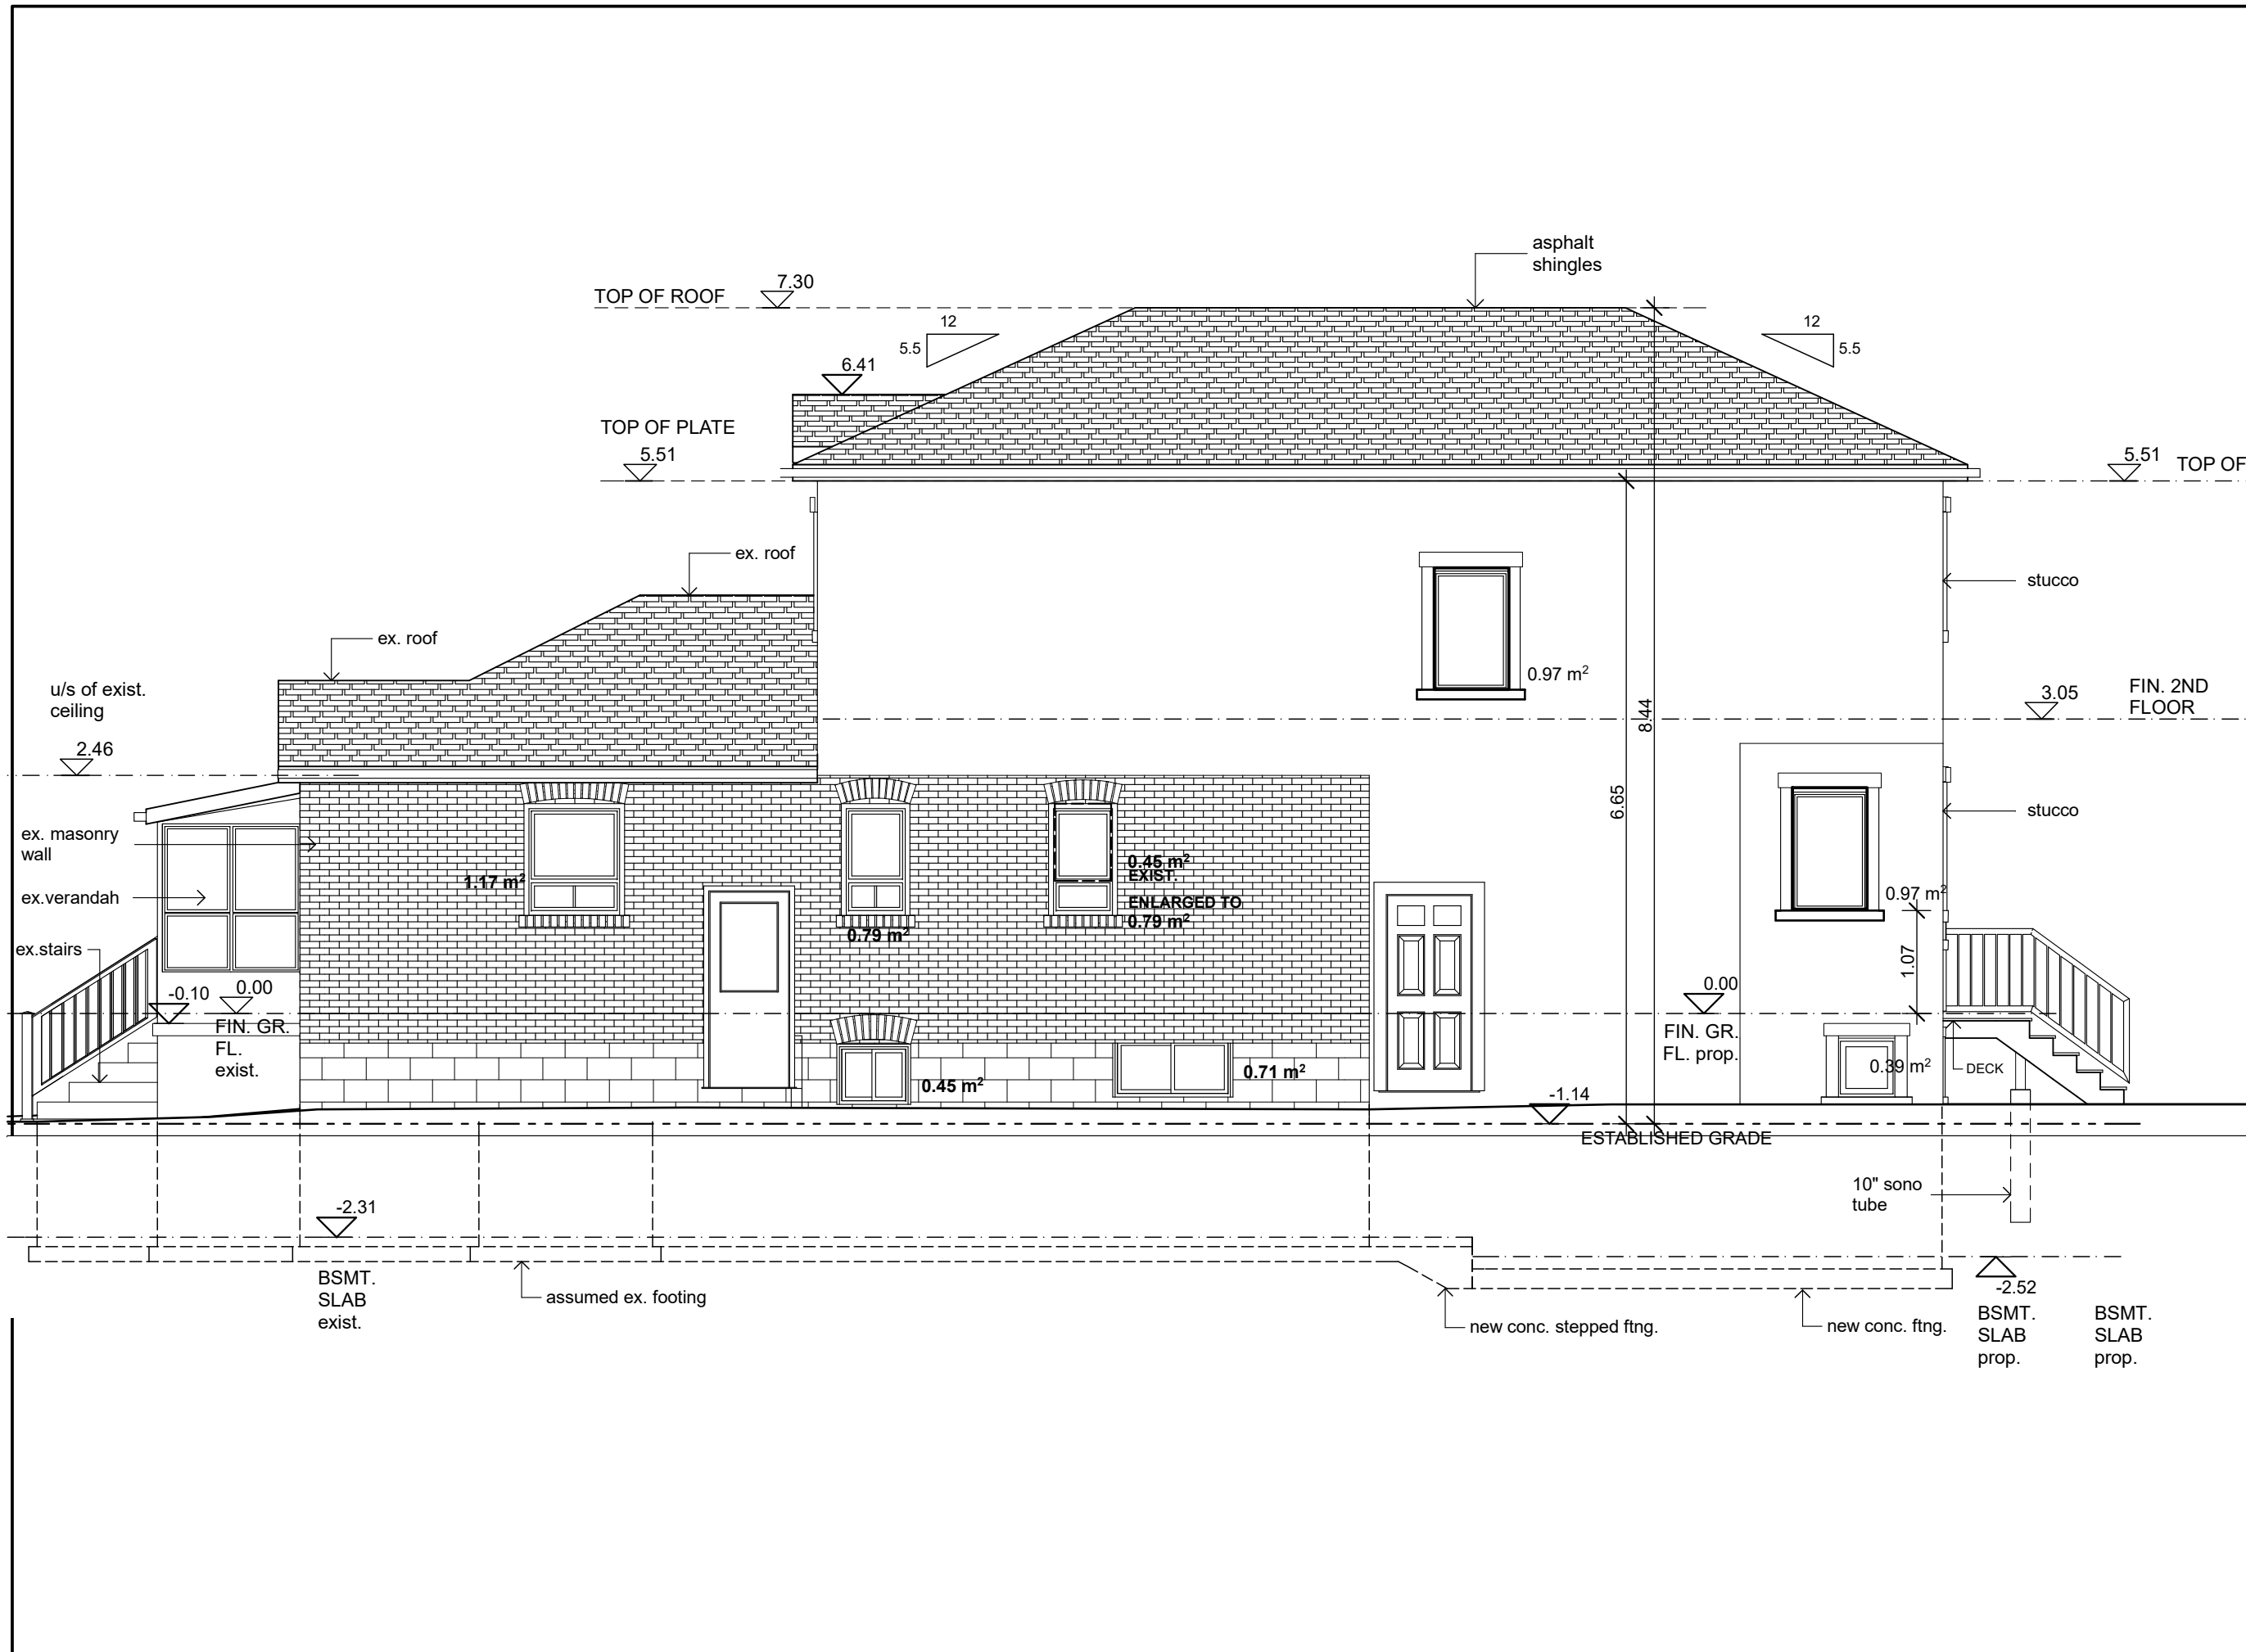 asphalt
shingles
7.30
TOP OF ROOF
12
5.5
12
5.5
6.41
TOP OF PLATE
5.51
5.51
TOP OF
ex. roof
stucco
ex. roof
0.97 m²
u/s of exist.
ceiling
2.46
8.44
3.05
FIN. 2ND
FLOOR
6.65
stucco
ex. masonry
wall
ex.verandah
1.17 m²
0.45 m²
EXIST.
ENLARGED TO
0.79 m²
0.79 m²
0.97 m²
ex.stairs
1.07
-0.10
0.00
FIN. GR.
FL.
exist.
0.00
FIN. GR.
FL. prop.
0.45 m²
0.71 m²
0.39 m²
DECK
-1.14
ESTABLISHED GRADE
10" sono
tube
-2.31
BSMT.
SLAB
exist.
assumed ex. footing
new conc. stepped ftng.
new conc. ftng.
-2.52
BSMT.
SLAB
prop.
BSMT.
SLAB
prop.